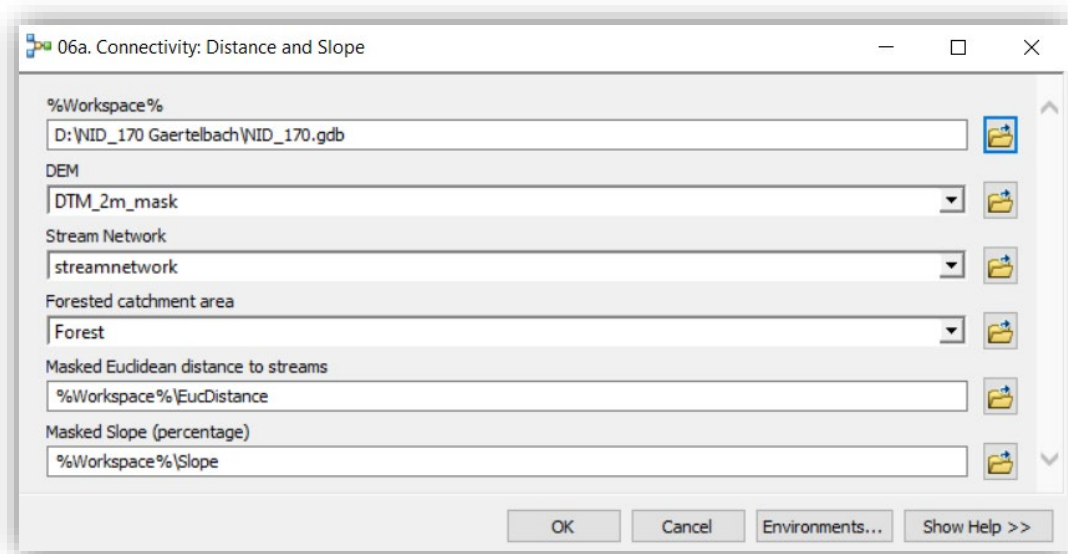 06a. Connectivity: Distance and Slope
%Workspace%
D:\NID_170 Gaertelbach\NID_170.gdb
DEM
DTM_2m_mask
Stream Network
streamnetwork
Forested catchment area
Forest
Masked Euclidean distance to streams
%Workspace%\EucDistance
Masked Slope (percentage)
%Workspace%\Slope
OK Cancel Environments... Show Help >>